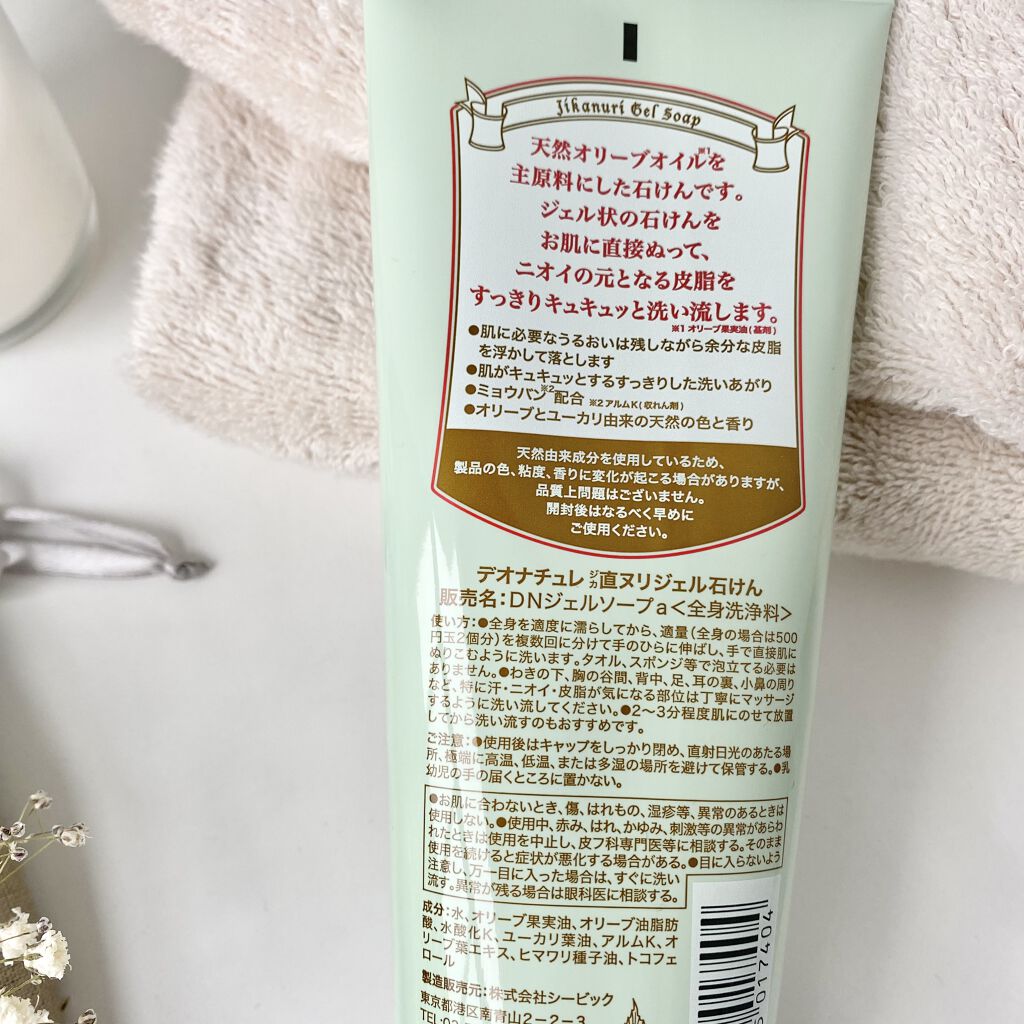 Jikanuri Gel Soap
天然オリーブオイル※1を
主原料にした石けんです。
ジェル状の石けんを
お肌に直接ぬって、
ニオイの元となる皮脂を
すっきりキュキュッと洗い流します。
※1 オリーブ果実油(基剤)
●肌に必要なうるおいは残しながら余分な皮脂
を浮かして落とします
●肌がキュキュッとするすっきりした洗いあがり
●ミョウバン※2配合 ※2 アルムK(収れん剤)
●オリーブとユーカリ由来の天然の色と香り
天然由来成分を使用しているため、
製品の色、粘度、香りに変化が起こる場合がありますが、
品質上問題はございません。
開封後はなるべく早めに
ご使用ください。
デオナチュレ ジカ直ヌリジェル石けん
販売名:DNジェルソープa<全身洗浄料>
使い方:●全身を適度に濡らしてから、適量(全身の場合は500
円玉2個分)を複数回に分けて手のひらに伸ばし、手で直接肌に
ぬりこむように洗います。タオル、スポンジ等で泡立てる必要は
ありません。●わきの下、胸の谷間、背中、足、耳の裏、小鼻の周り
など、特に汗・ニオイ・皮脂が気になる部位は丁寧にマッサージ
するように洗い流してください。●2〜3分程度肌にのせて放置
してから洗い流すのもおすすめです。
ご注意:●使用後はキャップをしっかり閉め、直射日光のあたる場
所、極端に高温、低温、または多湿の場所を避けて保管する。●乳
幼児の手の届くところに置かない。
●お肌に合わないとき、傷、はれもの、湿疹等、異常のあるときは
使用しない。●使用中、赤み、はれ、かゆみ、刺激等の異常があらわ
れたときは使用を中止し、皮フ科専門医等に相談する。そのまま
使用を続けると症状が悪化する場合がある。●目に入らないよう
注意し、万一目に入った場合は、すぐに洗い
流す。異常が残る場合は眼科医に相談する。
成分:水、オリーブ果実油、オリーブ油脂肪
酸、水酸化K、ユーカリ葉油、アルムK、オ
リーブ葉エキス、ヒマワリ種子油、トコフェ
ロール
製造販売元:株式会社シービック
東京都港区南青山2-2-3
TEL:03
017404